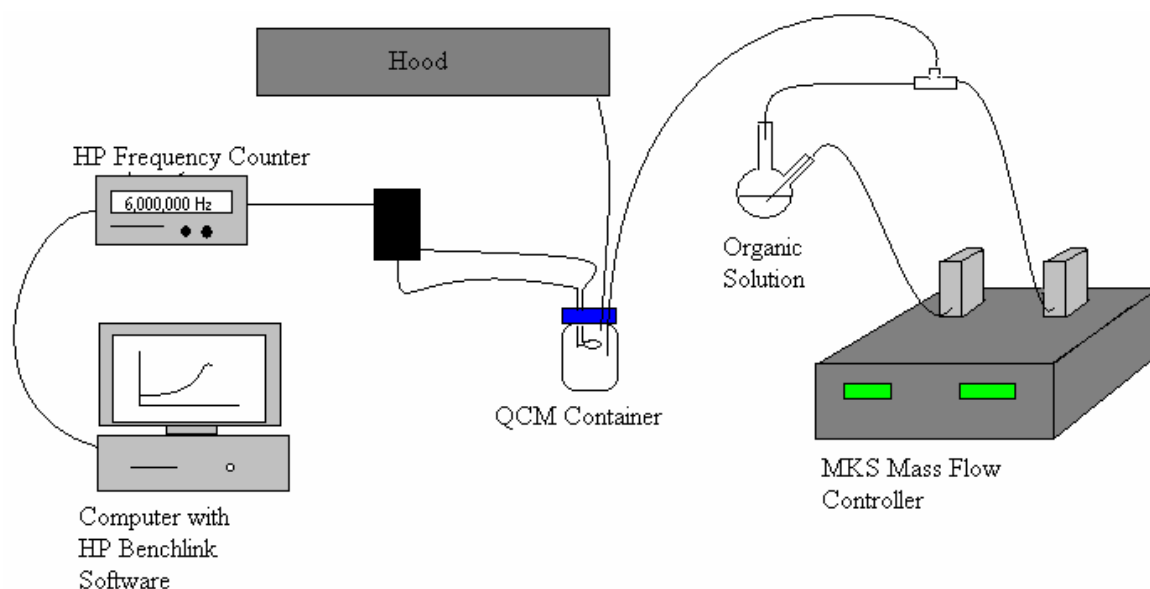 Hood
HP Frequency Counter
6,000,000 Hz
Organic
Solution
QCM Container
MKS Mass Flow
Controller
Computer with
HP Benchlink
Software